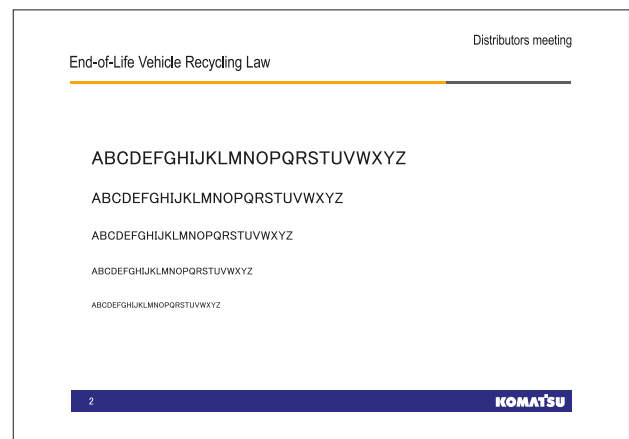 Distributors meeting
End-of-Life Vehicle Recycling Law
ABCDEFGHIJKLMNOPQRSTUVWXYZ
ABCDEFGHIJKLMNOPQRSTUVWXYZ
ABCDEFGHIJKLMNOPQRSTUVWXYZ
ABCDEFGHIJKLMNOPQRSTUVWXYZ
ABCDEFGHIJKLMNOPQRSTUVWXYZ
2 KOMATSU